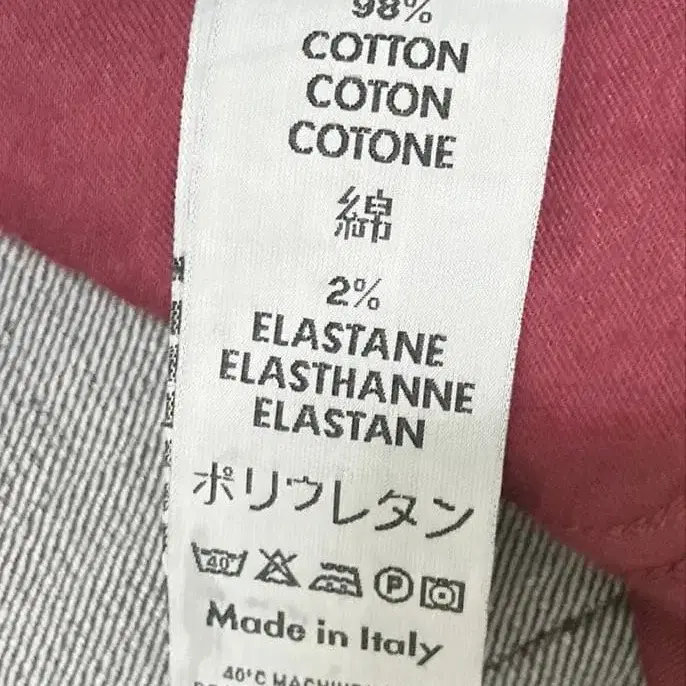 98%
COTTON
COTON
COTONE
綿
2%
ELASTANE
ELASTHANNE
ELASTAN
ポリウレタン
40° P
Made in Italy
40°C